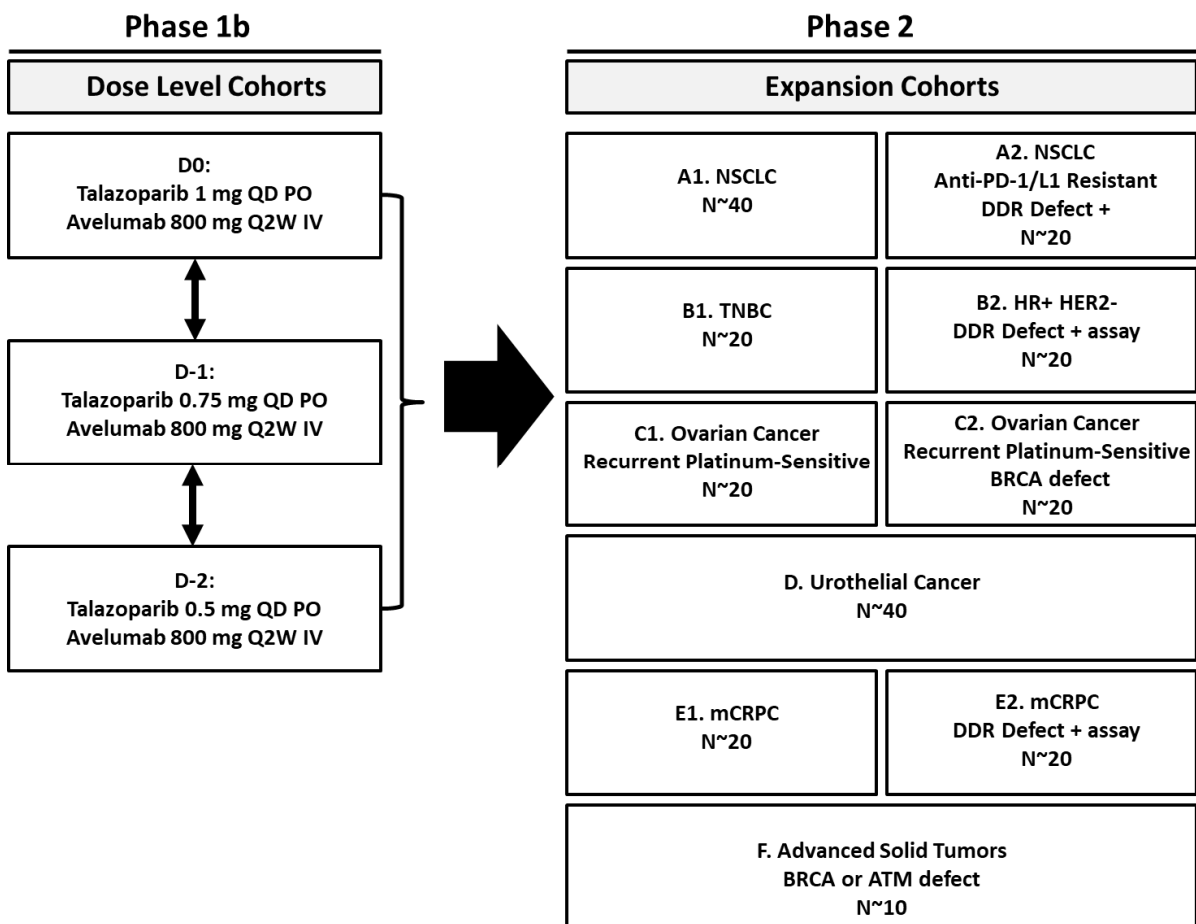 Phase 1b
Dose Level Cohorts
D0:
Talazoparib 1 mg QD PO
Avelumab 800 mg Q2W IV
D-1:
Talazoparib 0.75 mg QD PO
Avelumab 800 mg Q2W IV
D-2:
Talazoparib 0.5 mg QD PO
Avelumab 800 mg Q2W IV
Phase 2
Expansion Cohorts
A1. NSCLC
N~40
A2. NSCLC
Anti-PD-1/L1 Resistant
DDR Defect +
N~20
B1. TNBC
N~20
B2. HR+ HER2-
DDR Defect + assay
N~20
C1. Ovarian Cancer
Recurrent Platinum-Sensitive
N~20
C2. Ovarian Cancer
Recurrent Platinum-Sensitive
BRCA defect
N~20
D. Urothelial Cancer
N~40
E1. mCRPC
N~20
E2. mCRPC
DDR Defect + assay
N~20
F. Advanced Solid Tumors
BRCA or ATM defect
N~10